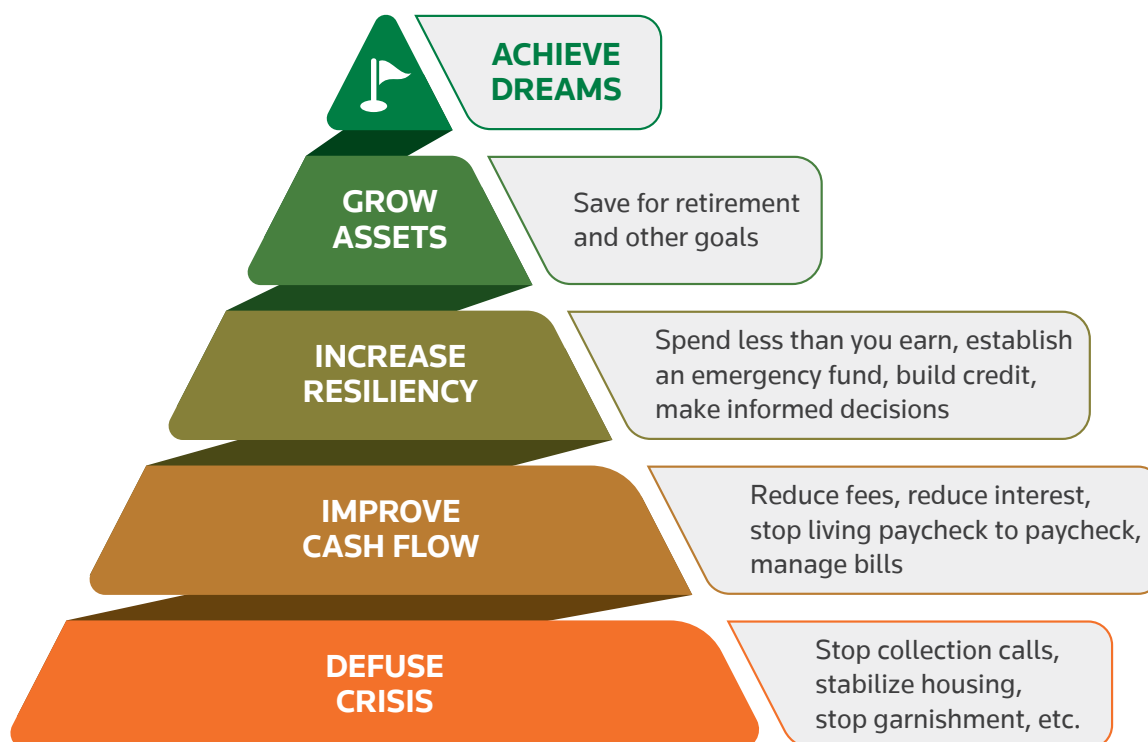 ACHIEVE
DREAMS
GROW
ASSETS
Save for retirement
and other goals
INCREASE
RESILIENCY
Spend less than you earn, establish
an emergency fund, build credit,
make informed decisions
IMPROVE
CASH FLOW
Reduce fees, reduce interest,
stop living paycheck to paycheck,
manage bills
DEFUSE
CRISIS
Stop collection calls,
stabilize housing,
stop garnishment, etc.